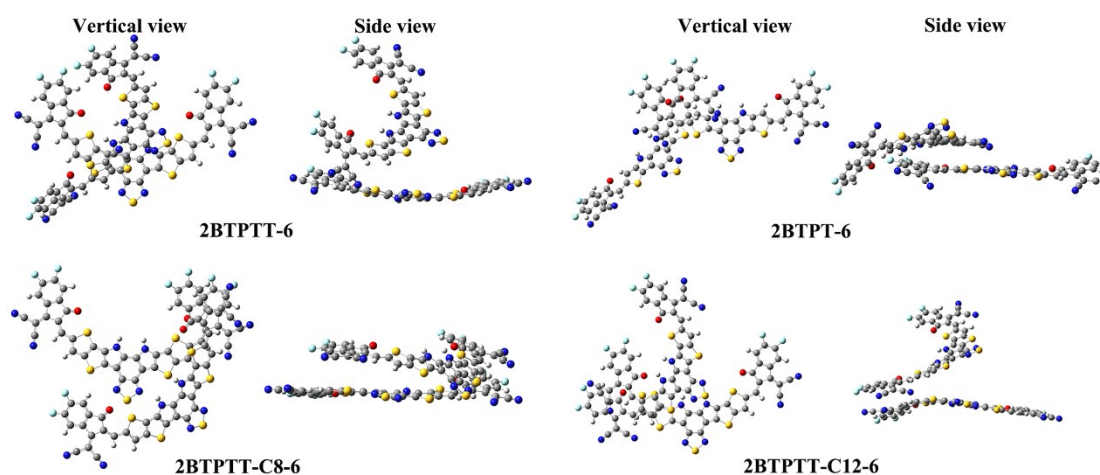 Vertical view
Side view
Vertical view
Side view
2BTPTT-6
2BTPT-6
2BTPTT-C8-6
2BTPTT-C12-6